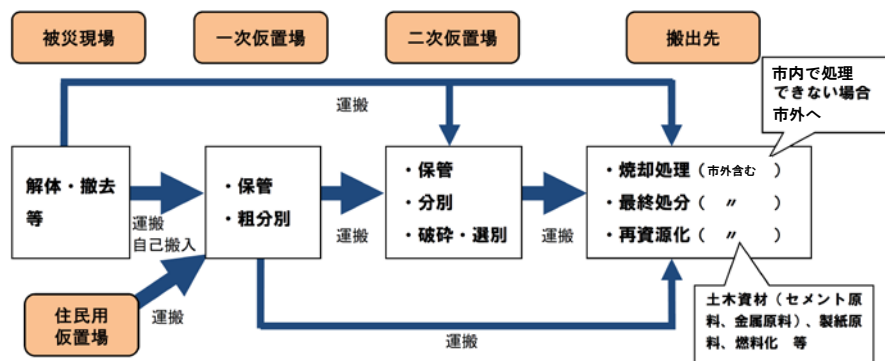 被災現場
一次仮置場
二次仮置場
搬出先
市内で処理
できない場合
市外へ
運搬
解体・撤去
等
運搬
自己搬入
・保管
・粗分別
運搬
・保管
・分別
・破砕・選別
運搬
・焼却処理(市外含む )
・最終処分( 〃 )
・再資源化( 〃 )
住民用
仮置場
運搬
運搬
土木資材(セメント原
料、金属原料)、製紙原
料、燃料化 等